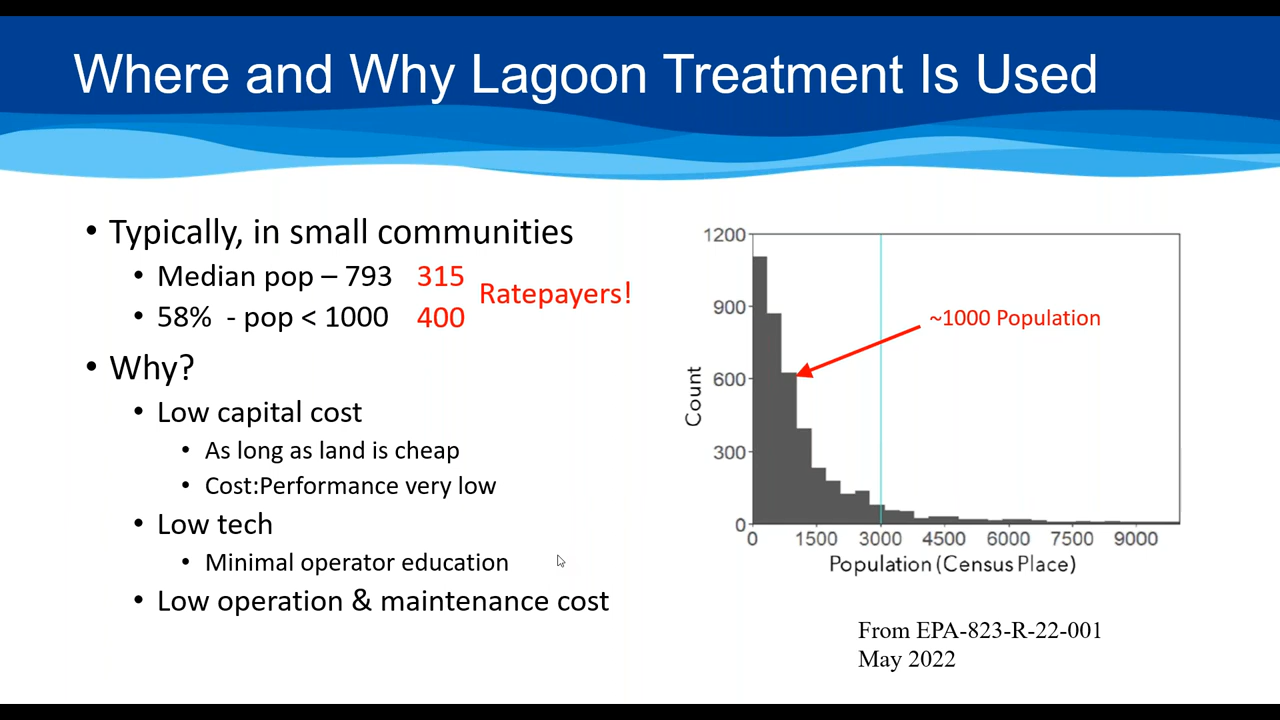 Where and Why Lagoon Treatment Is Used
• Typically, in small communities
• Median pop – 793 315
• 58% - pop < 1000 400
Ratepayers!
• Why?
• Low capital cost
• As long as land is cheap
• Cost:Performance very low
• Low tech
• Minimal operator education
• Low operation & maintenance cost
1200
900
600
300
0
Count
~1000 Population
0 1500 3000 4500 6000 7500 9000
Population (Census Place)
From EPA-823-R-22-001
May 2022